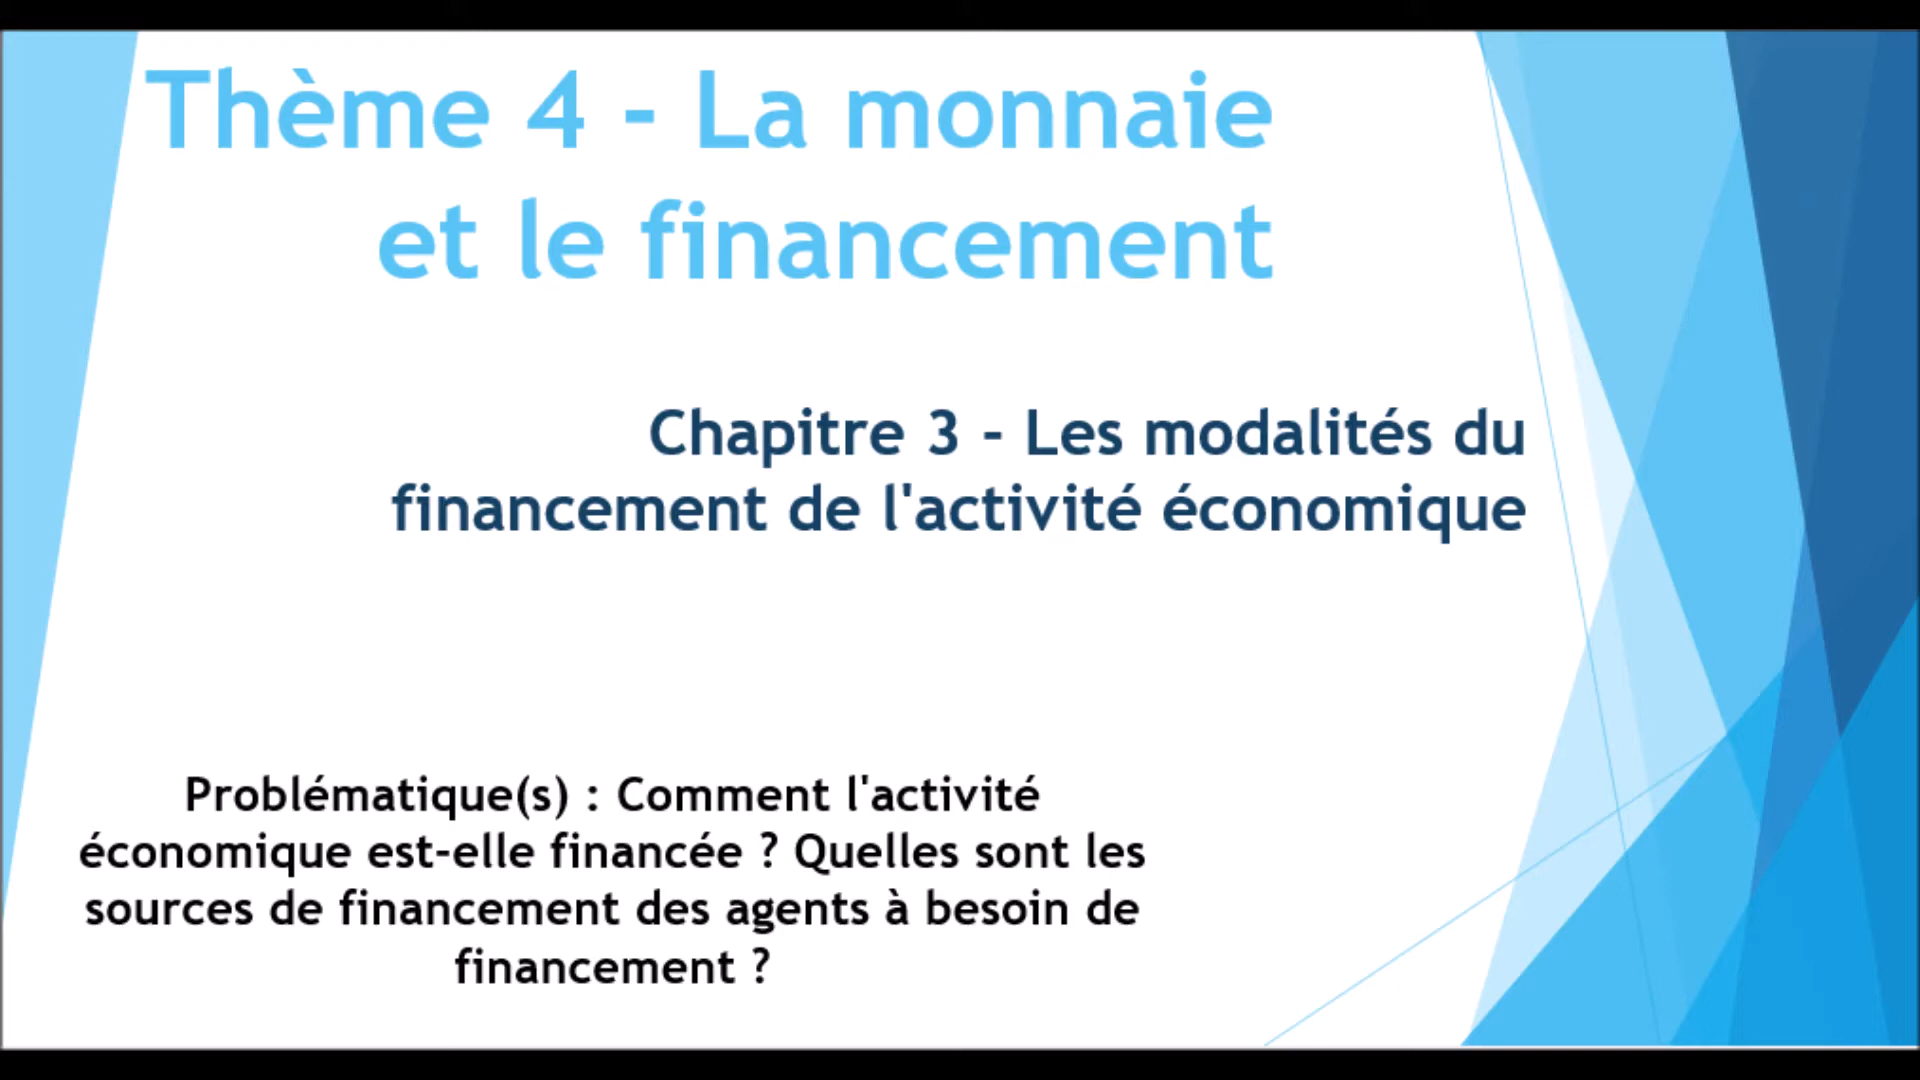 Thème 4 - La monnaie
et le financement
Chapitre 3 - Les modalités du
financement de l'activité économique
Problématique(s) : Comment l'activité
économique est-elle financée ? Quelles sont les
sources de financement des agents à besoin de
financement ?